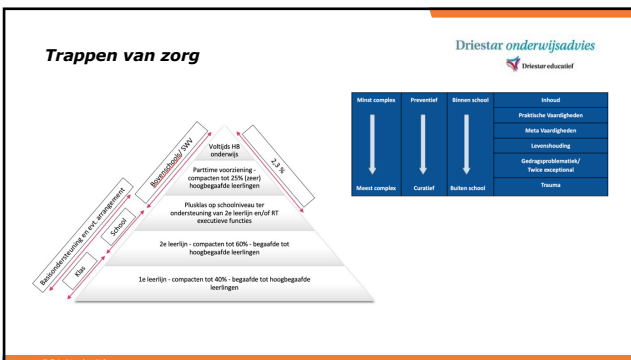 Trappen van zorg
Driestar onderwijsadvies
Driestar educatief
Voltijds HB
onderwijs
Parttime voorziening -
compacten tot 25% (zeer)
hoogbegaafde leerlingen
Plusklas op schoolniveau ter
ondersteuning van 2e leerlijn en/of RT
executieve functies
2e leerlijn - compacten tot 60% - begaafde tot
hoogbegaafde leerlingen
1e leerlijn - compacten tot 40% - begaafde tot hoogbegaafde
leerlingen
Basisondersteuning en evt. arrangement
Klas
School
Bovenschools/ SWV
2,3 %
Minst complex Preventief Binnen school Inhoud
Praktische Vaardigheden
Meta Vaardigheden
Levenshouding
Gedragsproblematiek/
Twice exceptional
Meest complex Curatief Buiten school Trauma